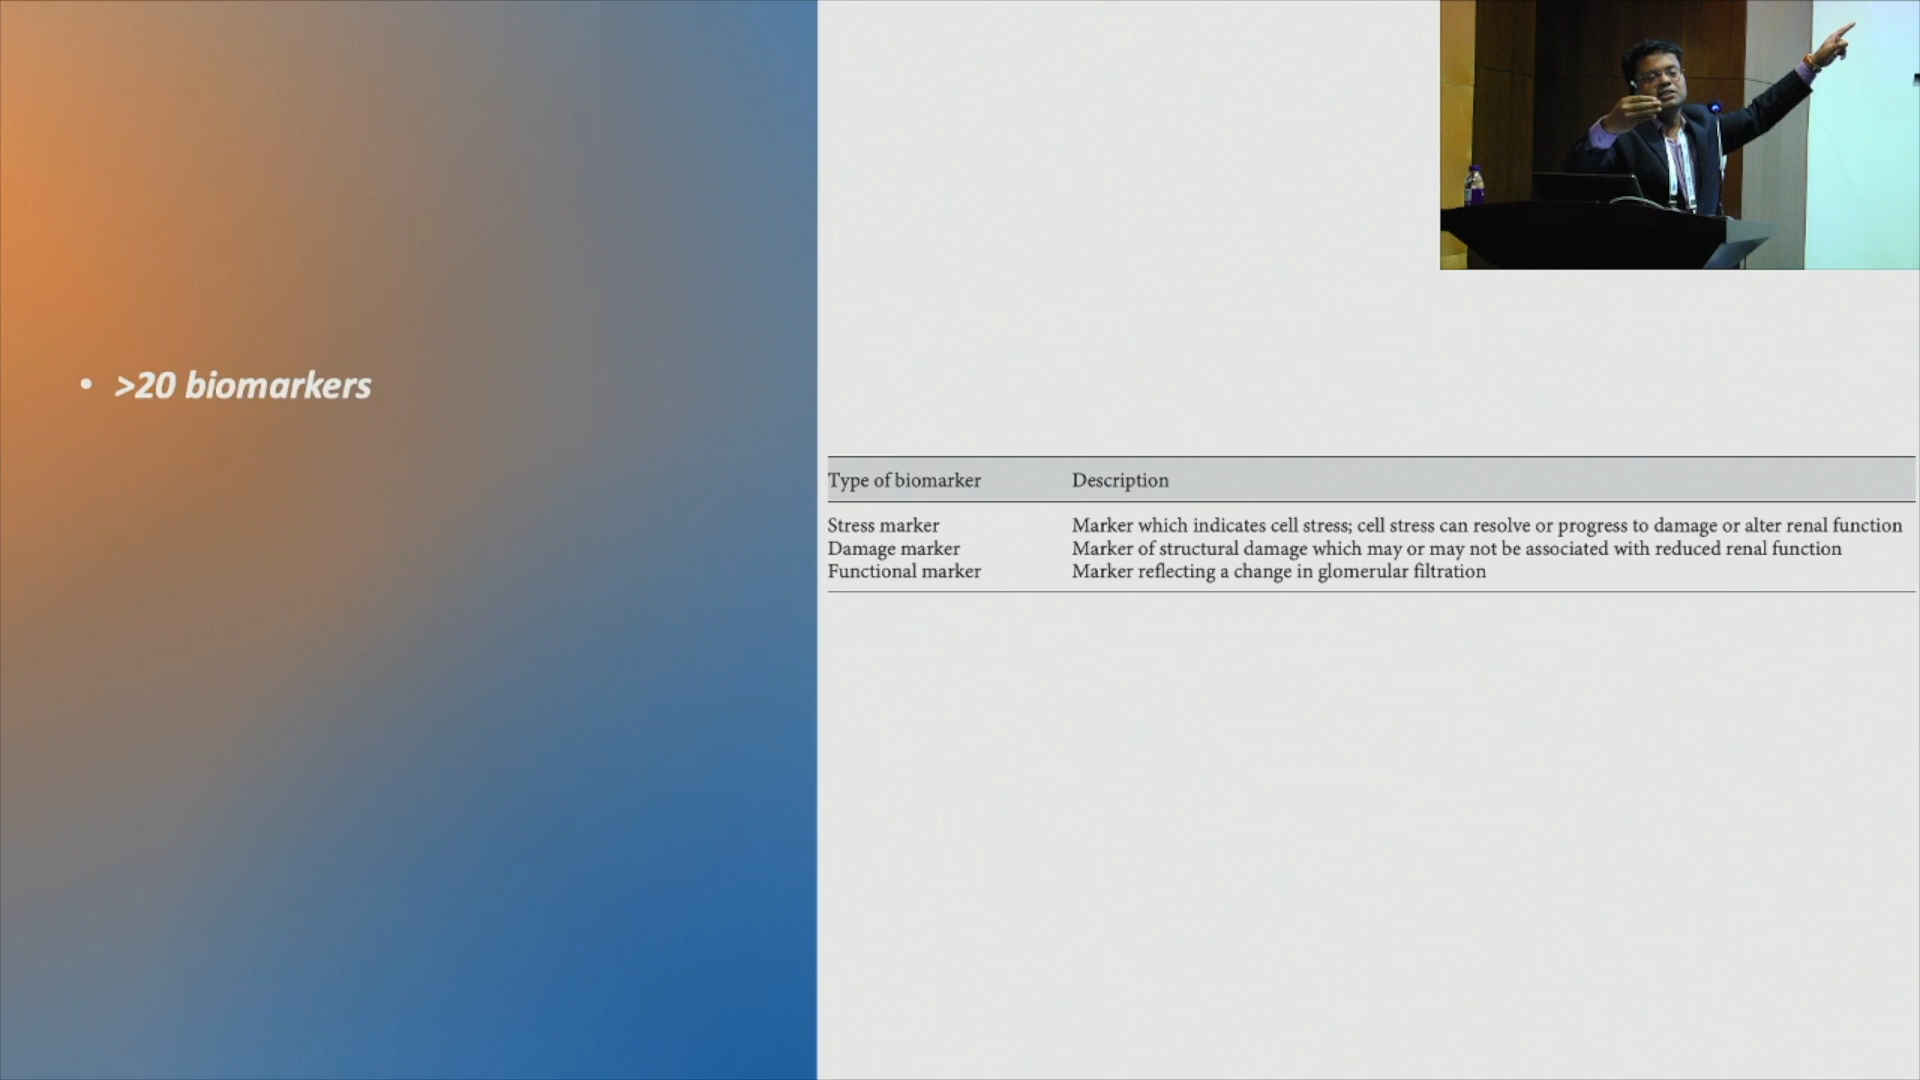 • >20 biomarkers
Type of biomarker Description
Stress marker Marker which indicates cell stress; cell stress can resolve or progress to damage or alter renal function
Damage marker Marker of structural damage which may or may not be associated with reduced renal function
Functional marker Marker reflecting a change in glomerular filtration